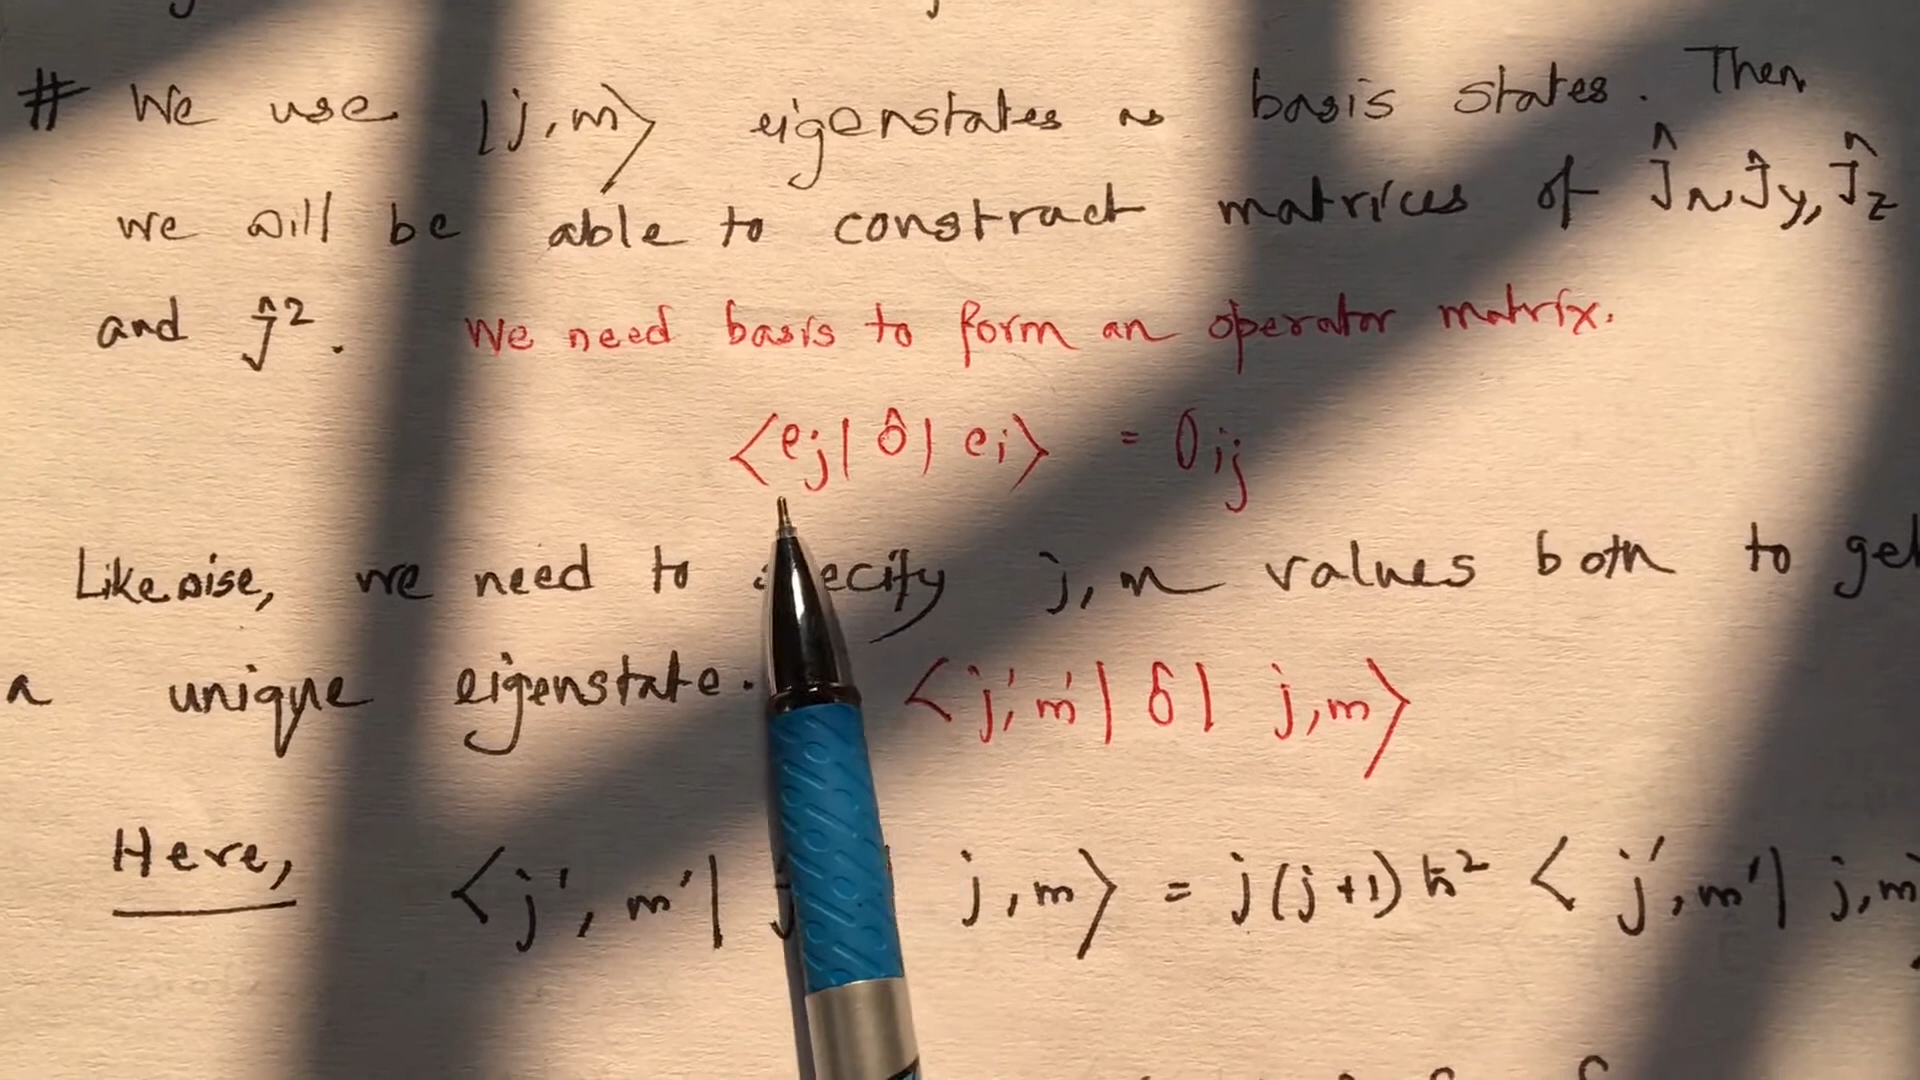 # We use |j,m⟩ eigenstates as basis states. Then
we will be able to construct matrices of Ĵx Ĵy, Ĵz
and Ĵ². We need basis to form an operator matrix.
⟨ej| Ô| ei⟩ = Oij
Likewise, we need to j, m values both to
a unique eigenstate. ⟨j',m'| Ô| j,m⟩
Here, ⟨j', m'| j,m⟩ = j(j+1)ħ² ⟨j', m'| j,m